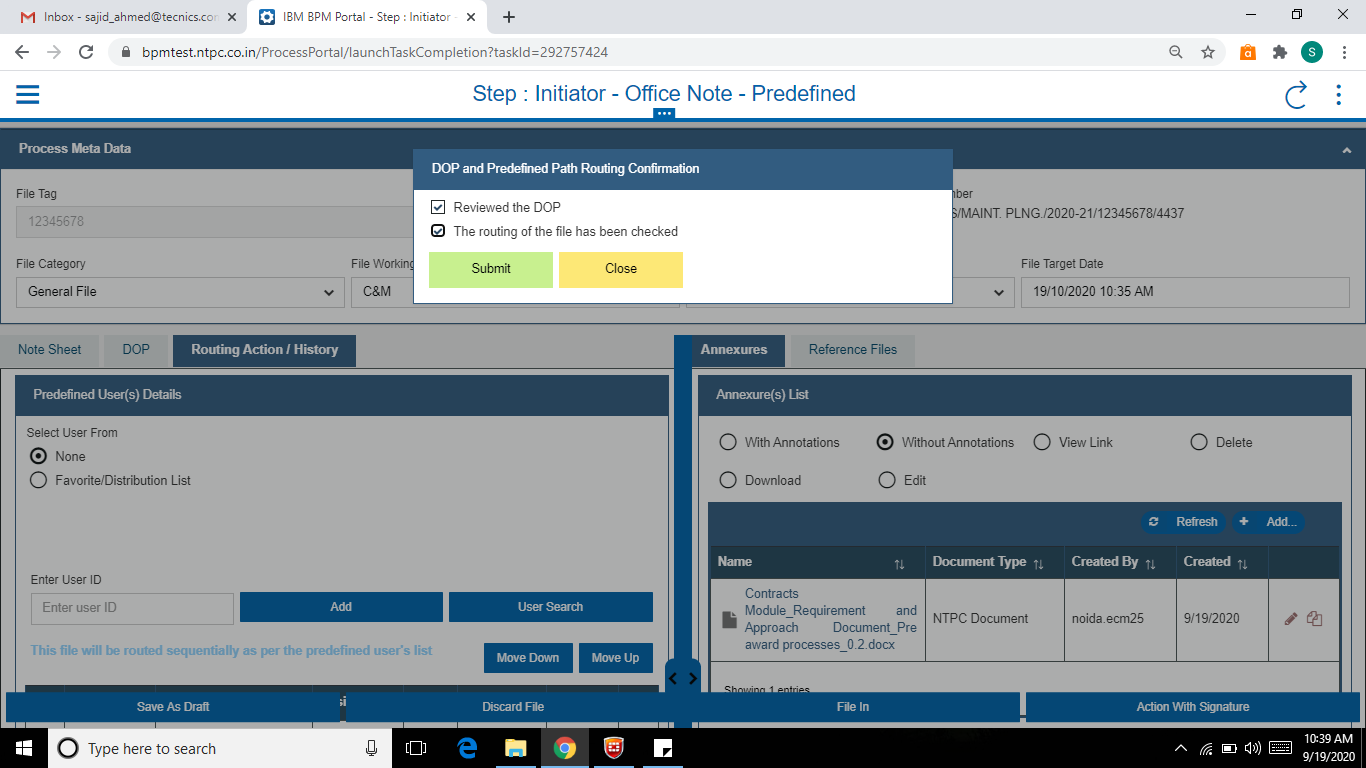 Inbox - sajid_ahmed@tecnics.con
IBM BPM Portal - Step : Initiator -
bpmtest.ntpc.co.in/ProcessPortal/launchTaskCompletion?taskId=292757424
S
Step : Initiator - Office Note - Predefined
Process Meta Data
DOP and Predefined Path Routing Confirmation
Reviewed the DOP
The routing of the file has been checked
Submit
Close
File Tag
12345678
S/MAINT. PLNG./2020-21/12345678/4437
File Category
General File
File Working
C&M
File Target Date
19/10/2020 10:35 AM
Note Sheet
DOP
Routing Action / History
Annexures
Reference Files
Predefined User(s) Details
Select User From
None
Favorite/Distribution List
Enter User ID
Enter user ID
Add
User Search
This file will be routed sequentially as per the predefined user's list
Move Down
Move Up
Annexure(s) List
With Annotations
Without Annotations
View Link
Delete
Download
Edit
Refresh
Add...
Name
Document Type
Created By
Created
Contracts
Module_Requirement and
Approach Document_Pre
award processes_0.2.docx
NTPC Document
noida.ecm25
9/19/2020
Showing 1 entries
Save As Draft
Discard File
File In
Action With Signature
Type here to search
10:39 AM
9/19/2020